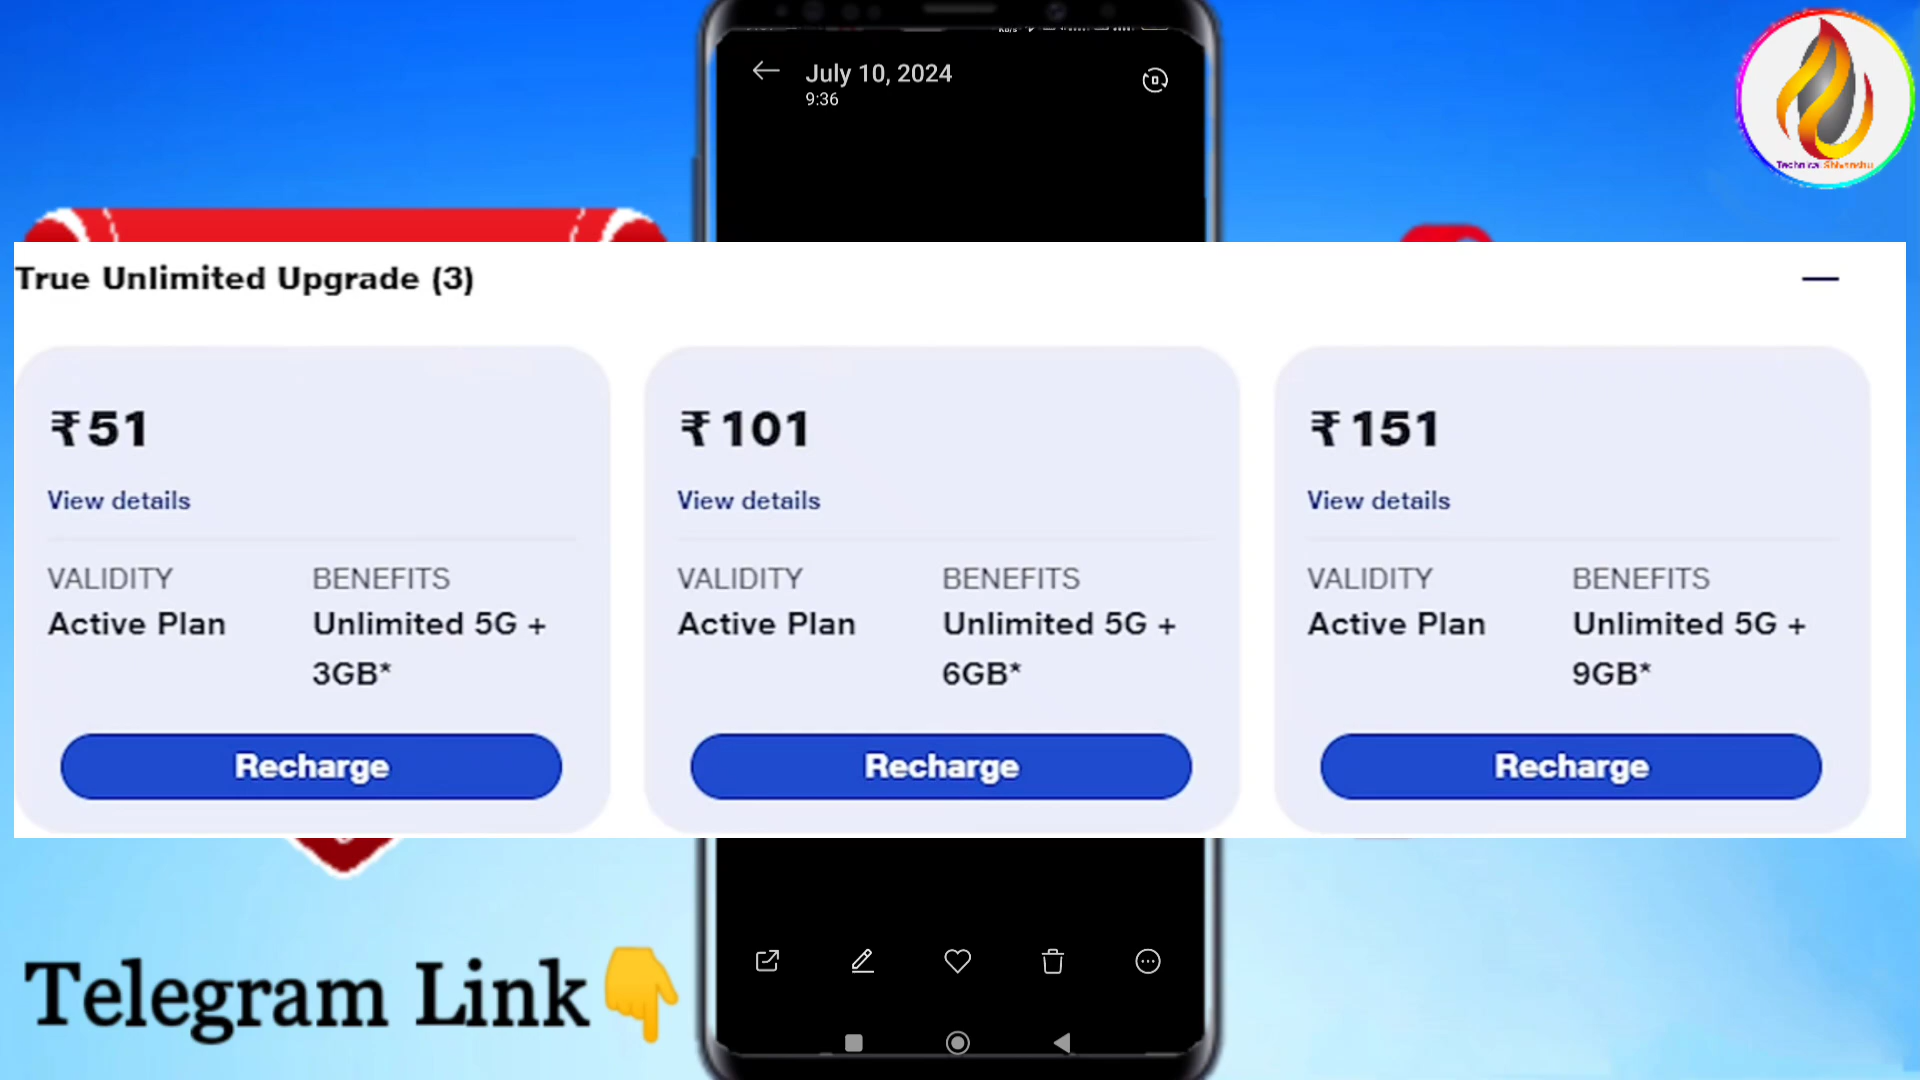 July 10, 2024
9:36
Technical Shivanshu
True Unlimited Upgrade (3)
₹51
₹101
₹151
View details
View details
View details
VALIDITY BENEFITS
VALIDITY BENEFITS
VALIDITY BENEFITS
Active Plan Unlimited 5G +
3GB*
Active Plan Unlimited 5G +
6GB*
Active Plan Unlimited 5G +
9GB*
Recharge
Recharge
Recharge
Telegram Link👇